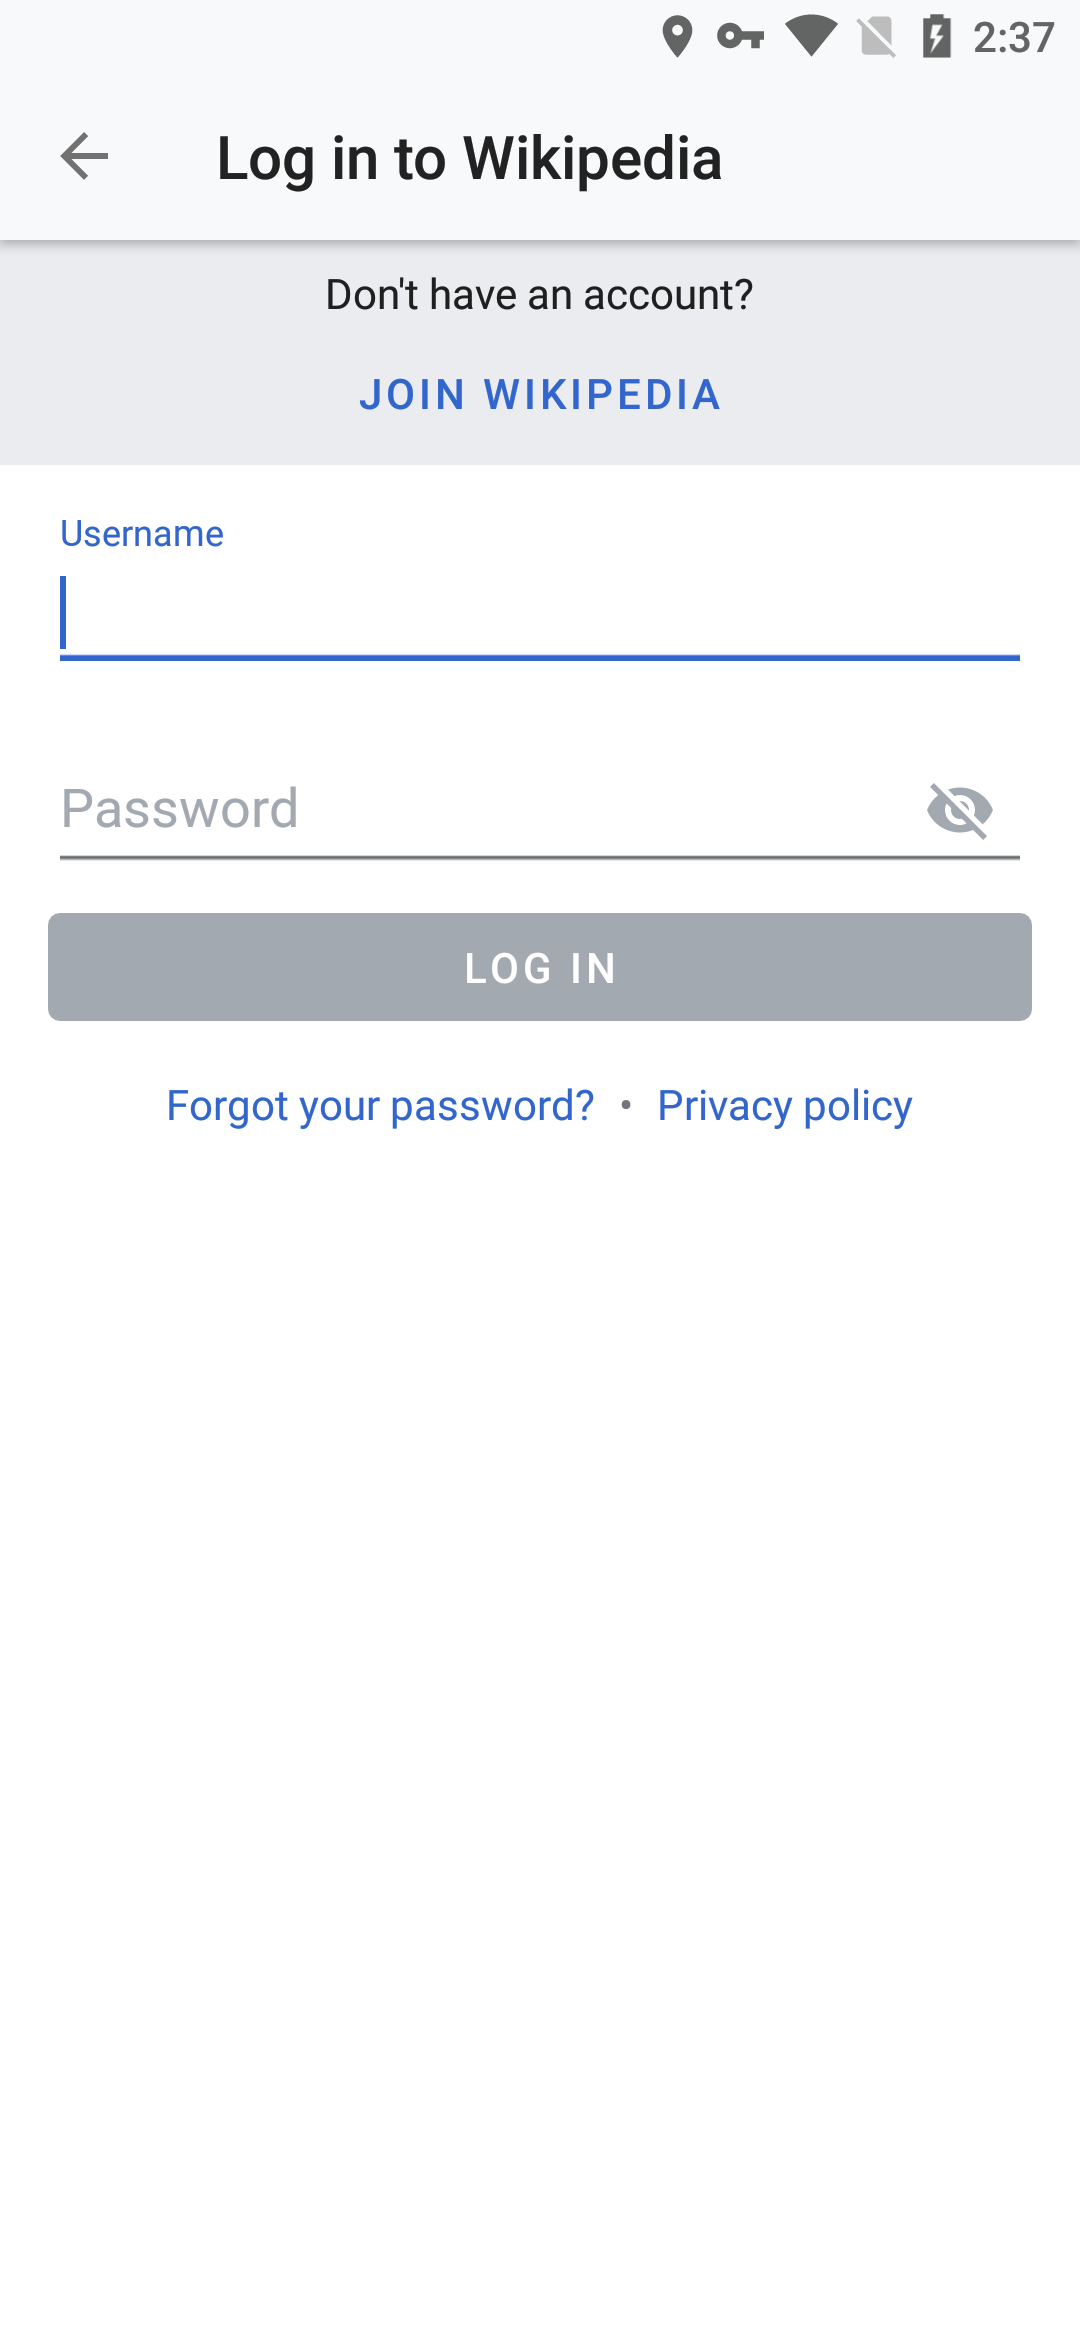 2:37
Log in to Wikipedia
Don't have an account?
JOIN WIKIPEDIA
Username
Password
LOG IN
Forgot your password? • Privacy policy